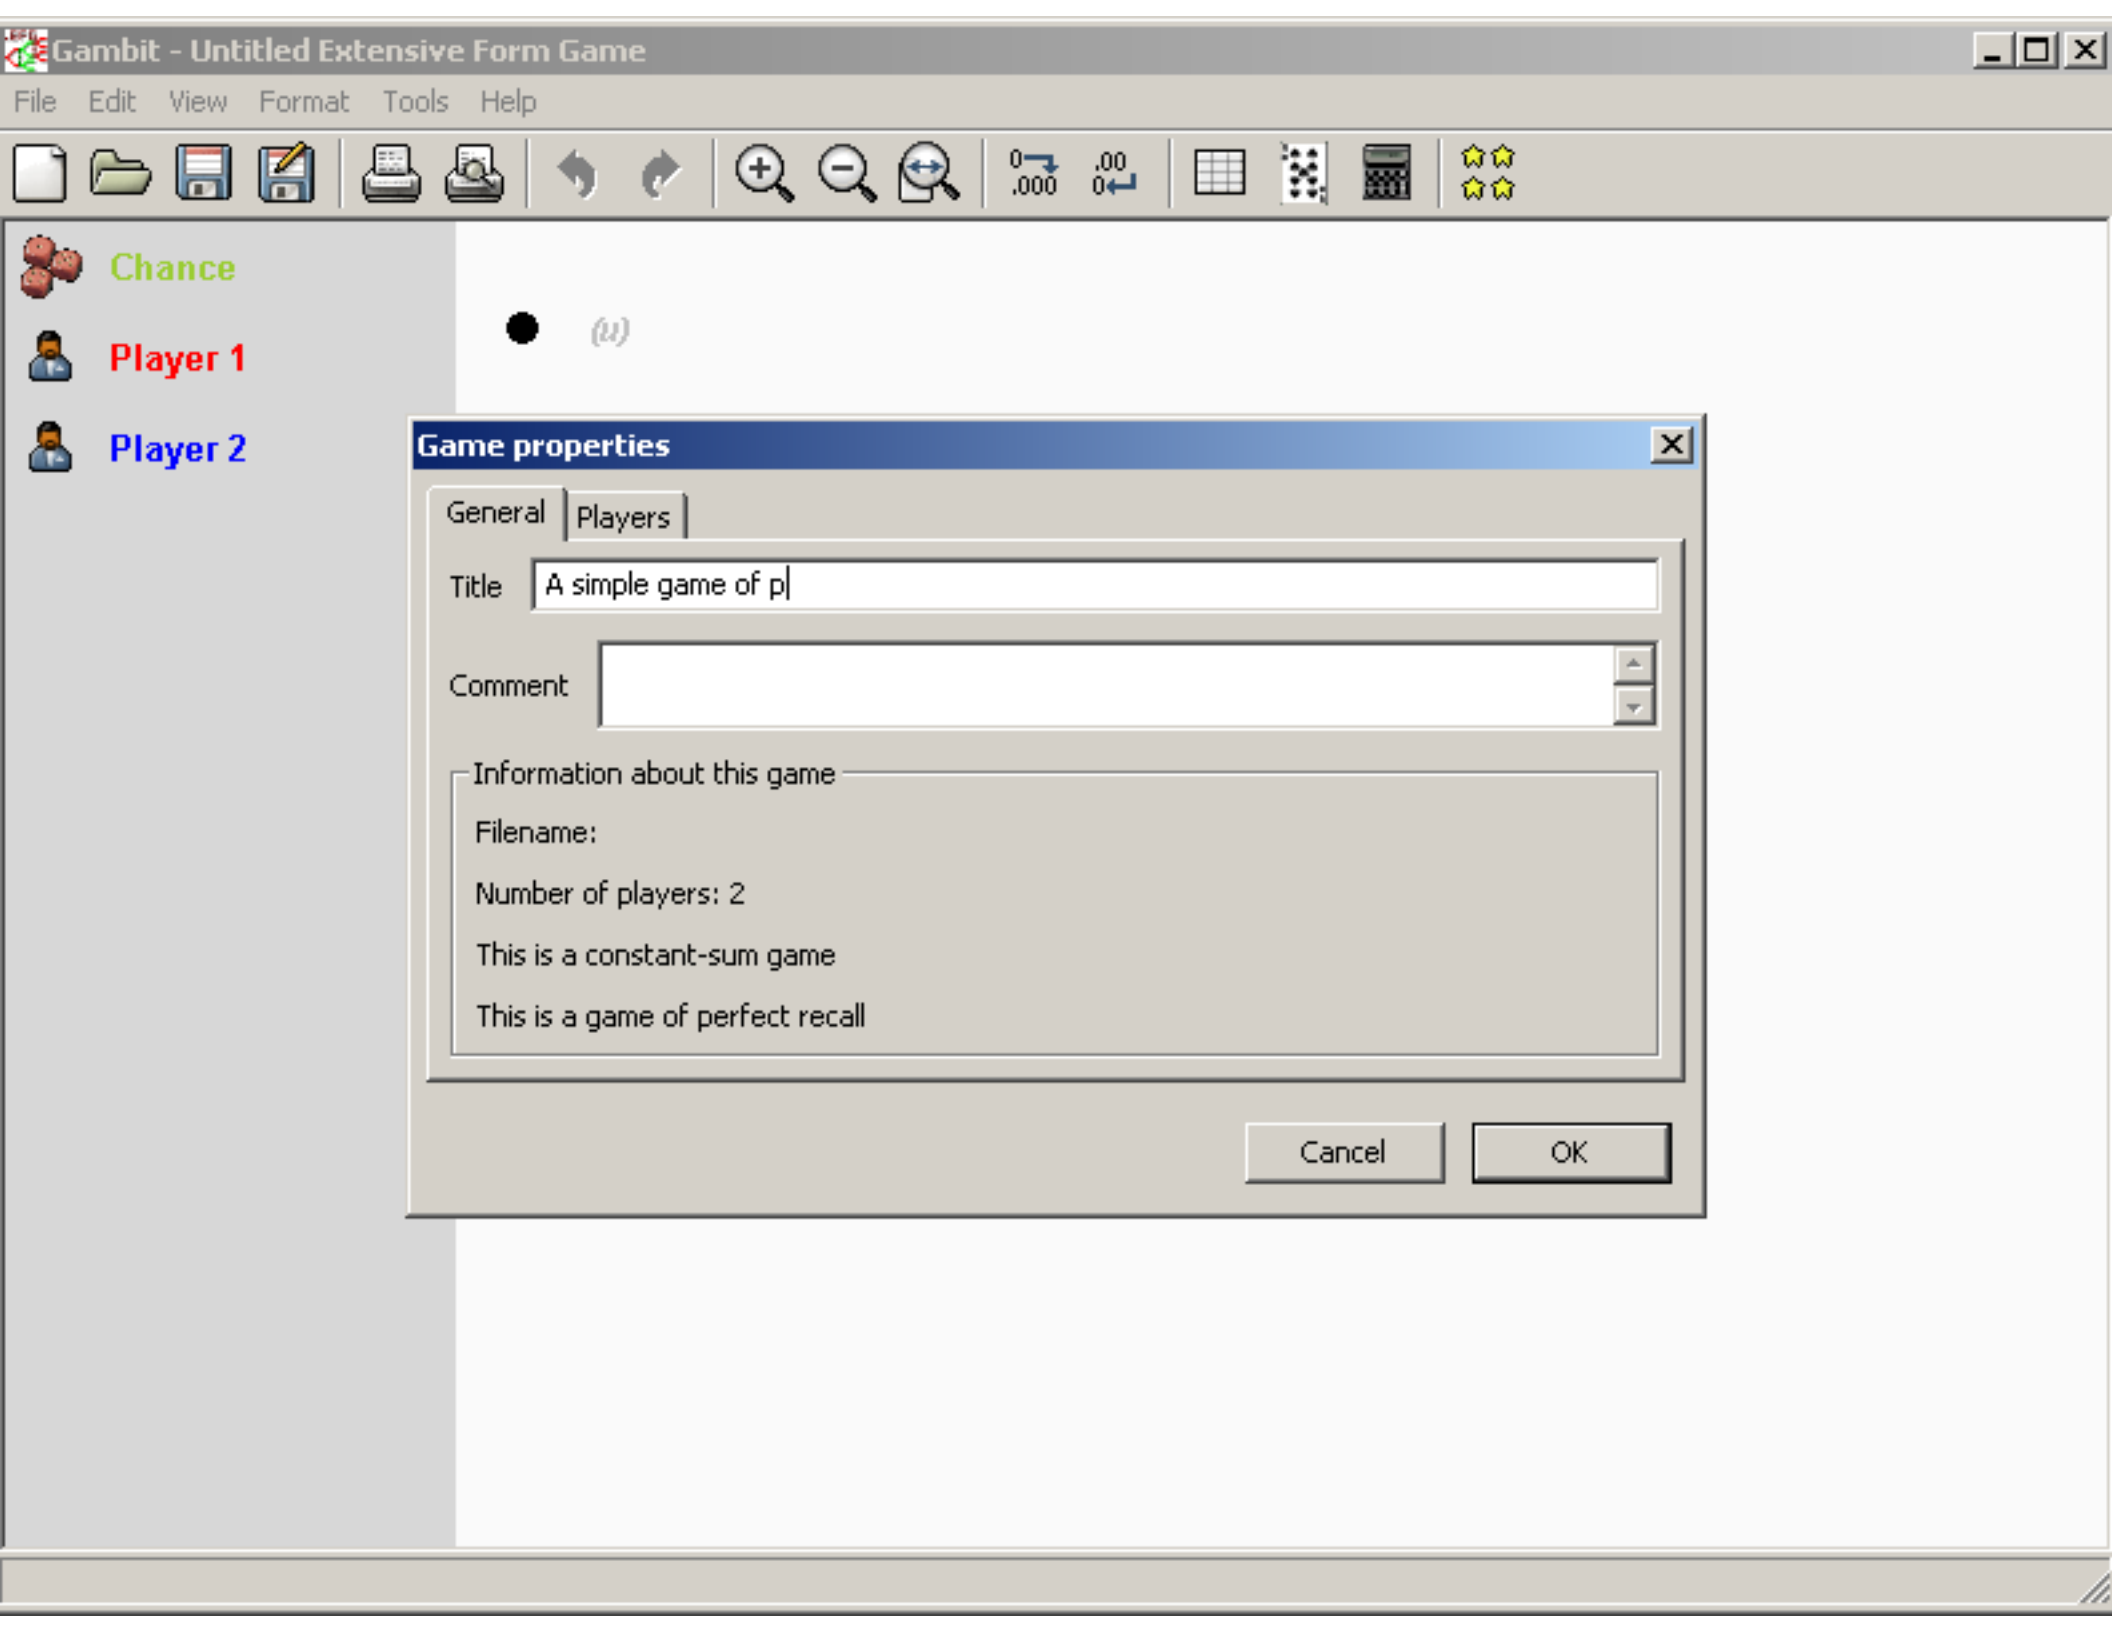 Gambit - Untitled Extensive Form Game
File Edit View Format Tools Help
0 .000 .00 0
Chance
(u)
Player 1
Player 2
Game properties
General Players
Title A simple game of p
Comment
Information about this game
Filename:
Number of players: 2
This is a constant-sum game
This is a game of perfect recall
Cancel OK